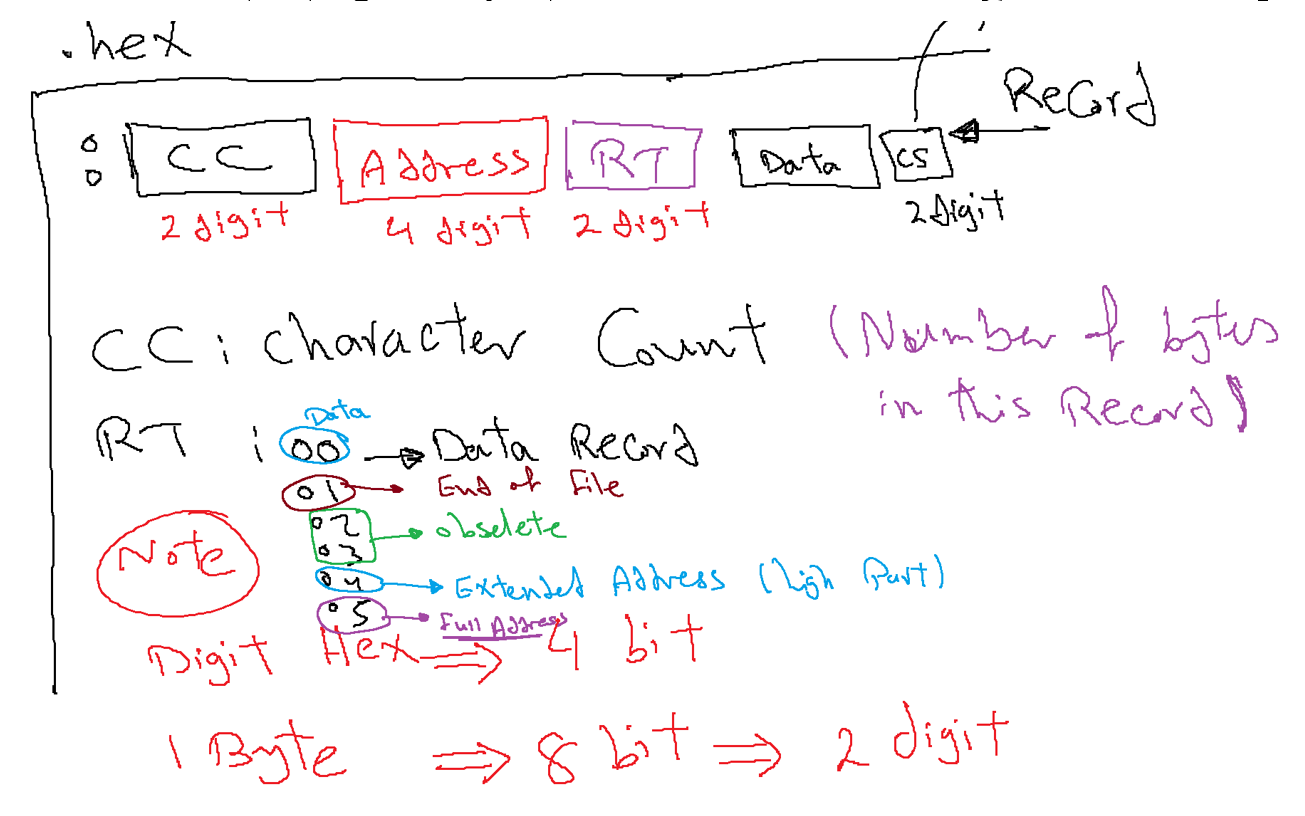 .hex
Record
: CC Address RT Data CS
2 digit 4 digit 2 digit 2 digit
CC : character Count (Number of bytes
in this Record)
Data
RT : 00 → Data Record
01 → End of File
02
03 → obselete
04 → Extended Address (high Part)
05 → Full Address
Note
Digit Hex ⇒ 4 bit
1 Byte ⇒ 8 bit ⇒ 2 digit